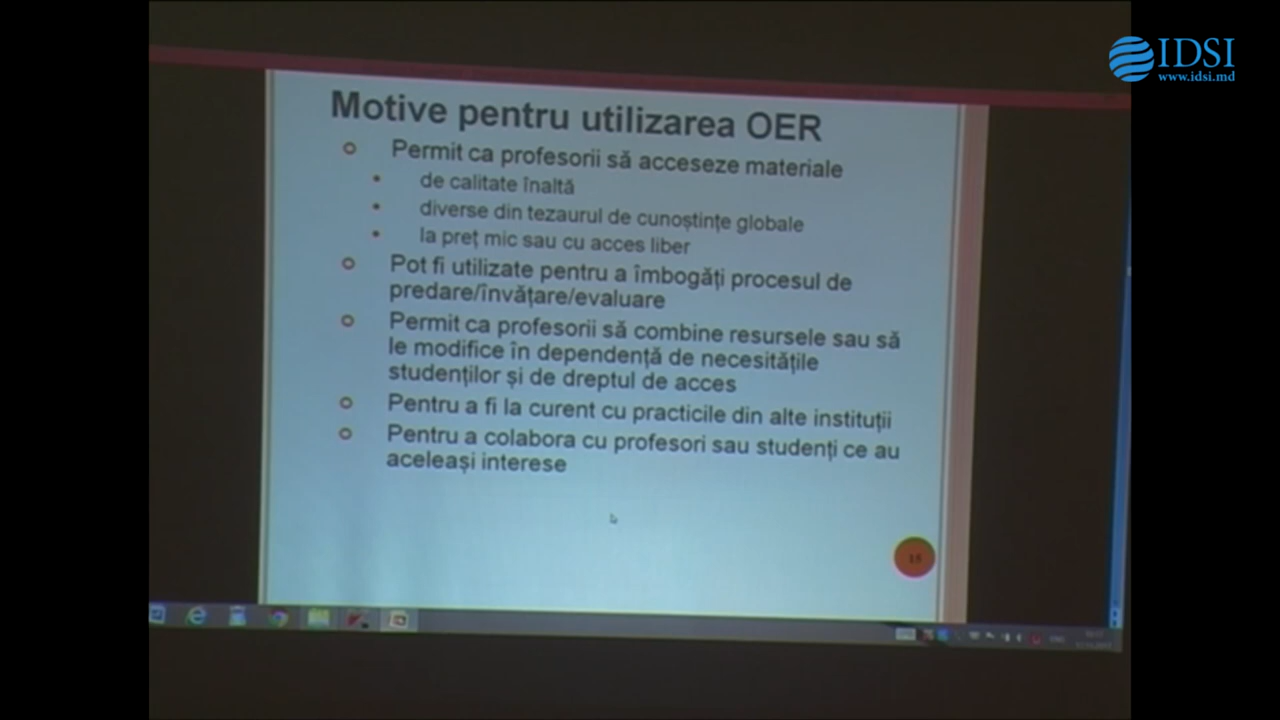 IDSI
www.idsi.md
Motive pentru utilizarea OER
Permit ca profesorii să acceseze materiale
de calitate înaltă
diverse din tezaurul de cunoștințe globale
la preț mic sau cu acces liber
Pot fi utilizate pentru a îmbogăți procesul de
predare/învățare/evaluare
Permit ca profesorii să combine resursele sau să
le modifice în dependență de necesitățile
studenților și de dreptul de acces
Pentru a fi la curent cu practicile din alte instituții
Pentru a colabora cu profesori sau studenți ce au
aceleași interese
15